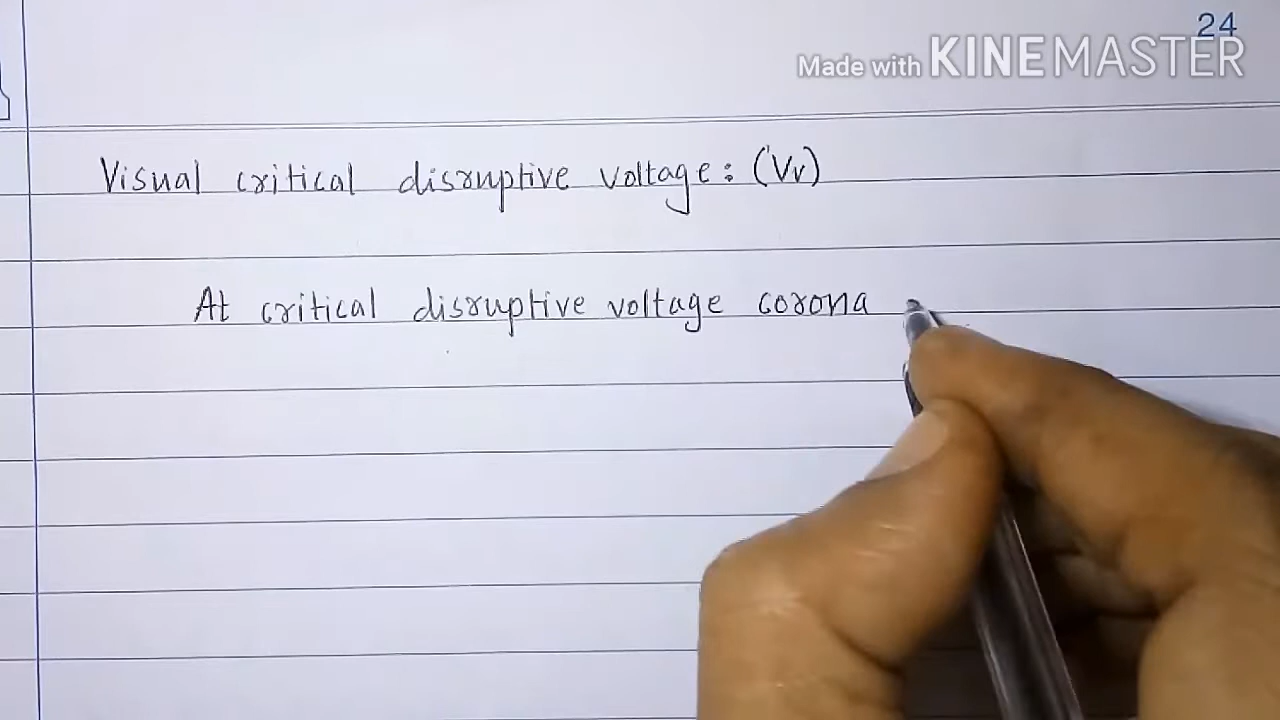 24
Made with KINEMASTER
Visual critical disruptive voltage: (Vv)
At critical disruptive voltage corona